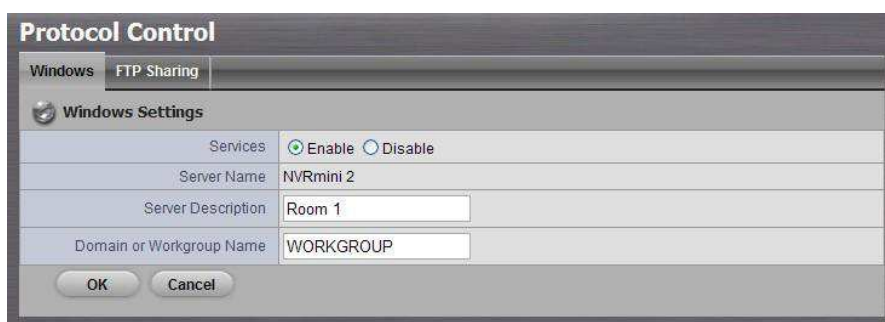 Protocol Control
Windows FTP Sharing
Windows Settings
Services Enable Disable
Server Name NVRmini 2
Server Description Room 1
Domain or Workgroup Name WORKGROUP
OK Cancel